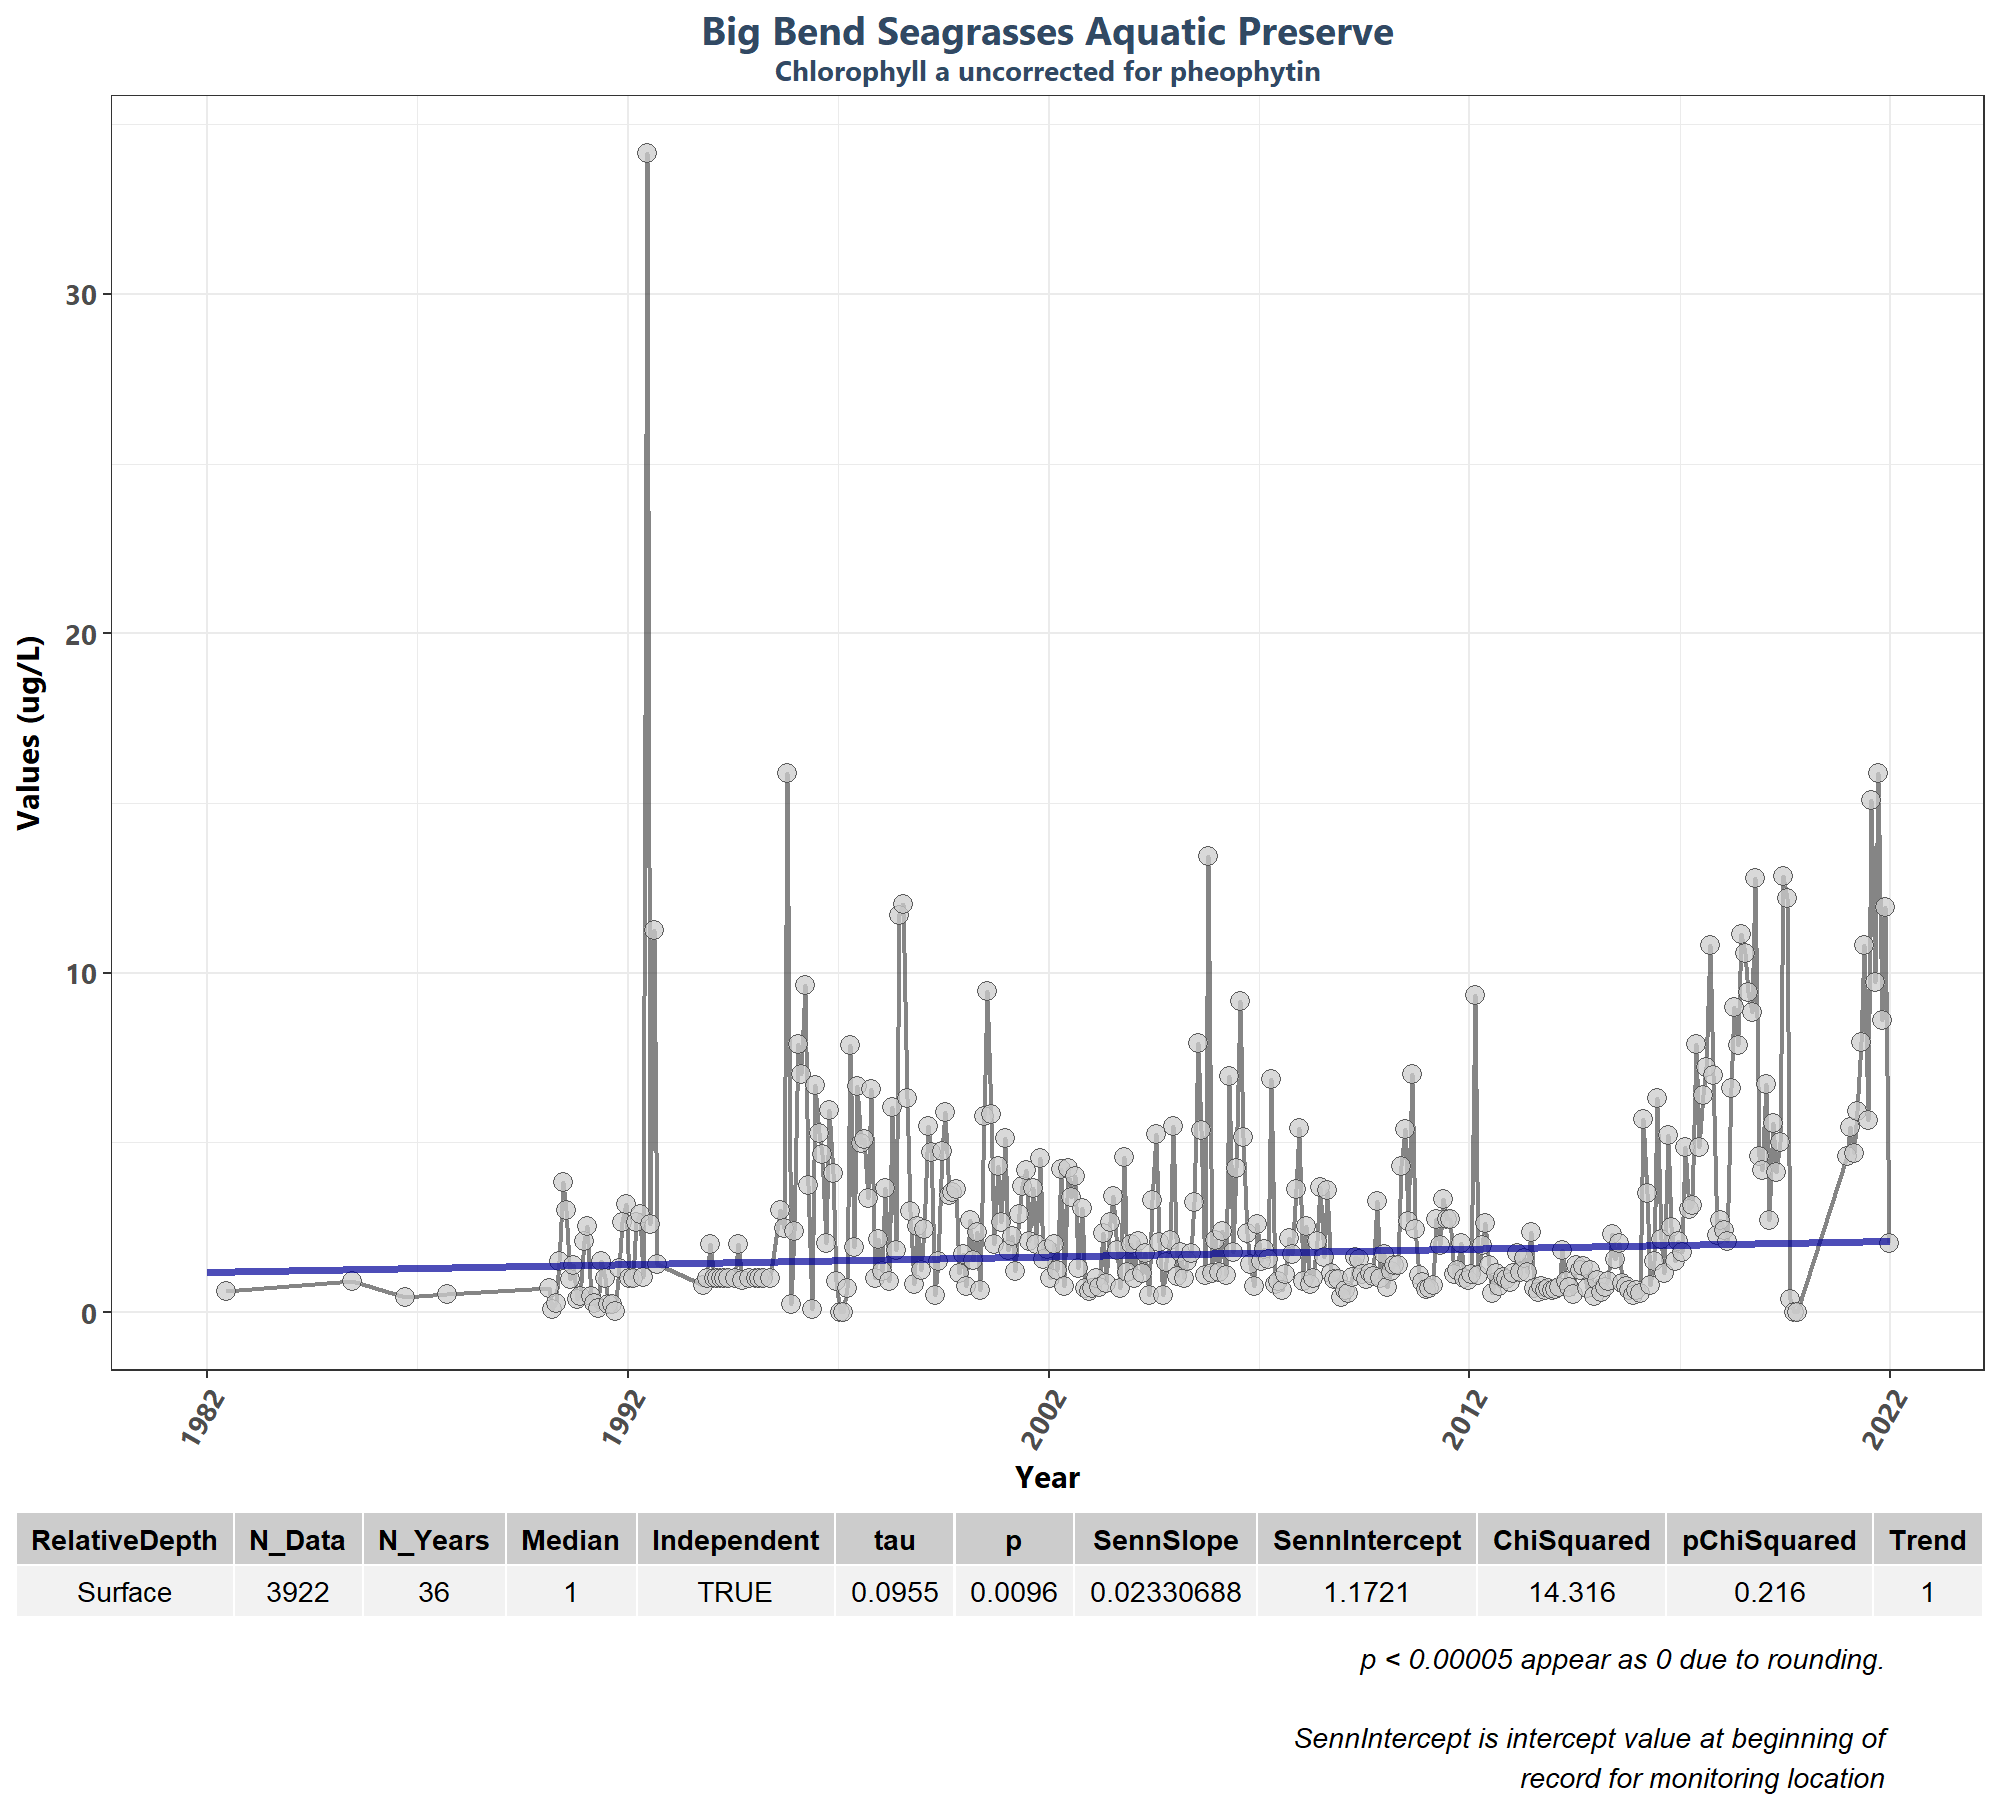 Big Bend Seagrasses Aquatic Preserve
Chlorophyll a uncorrected for pheophytin
Values (ug/L)
30
20
10
0
1982
1992
2002
2012
2022
Year
RelativeDepth N_Data N_Years Median Independent tau p SennSlope SennIntercept ChiSquared pChiSquared Trend
Surface 3922 36 1 TRUE 0.0955 0.0096 0.02330688 1.1721 14.316 0.216 1
p < 0.00005 appear as 0 due to rounding.
SennIntercept is intercept value at beginning of
record for monitoring location